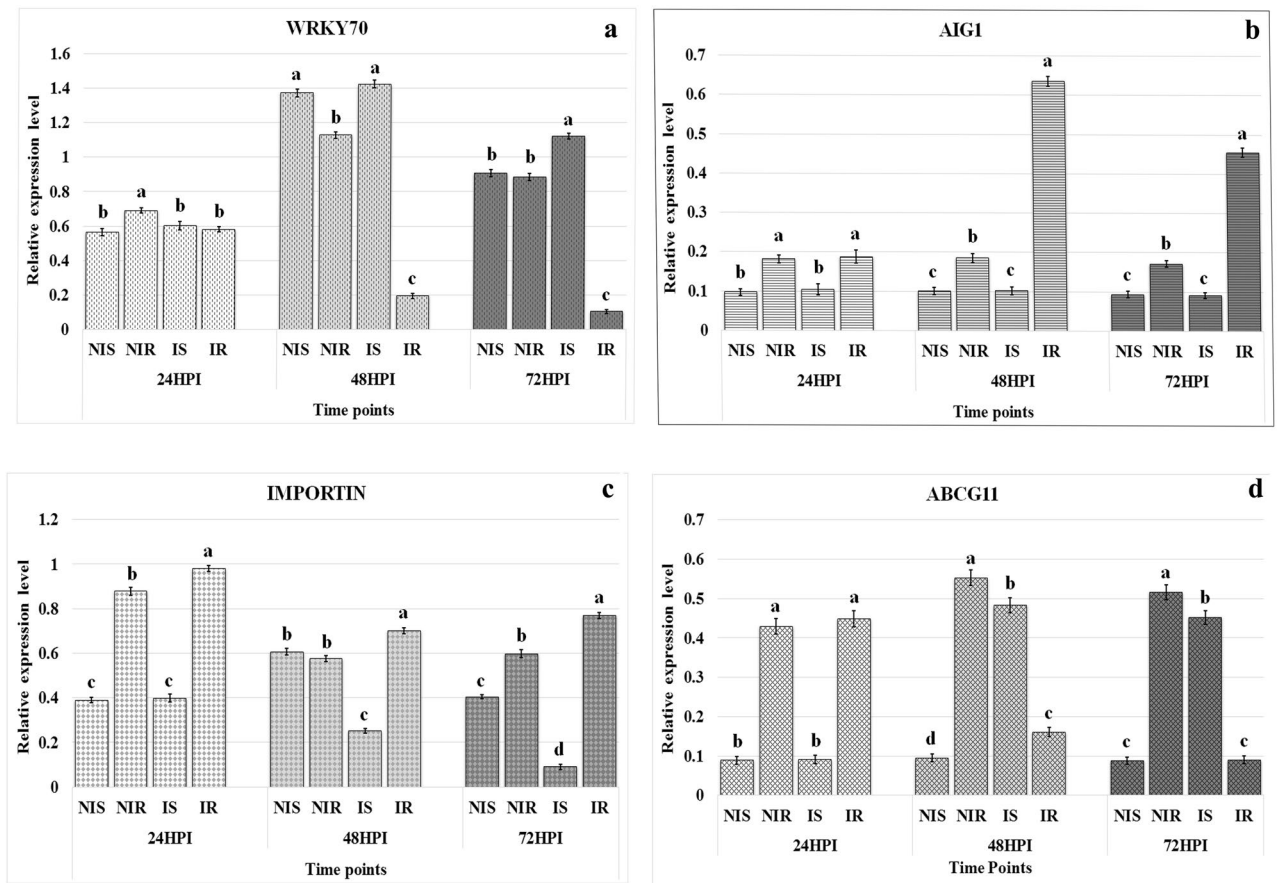 WRKY70
a
Relative expression level
1.6
1.4
1.2
1
0.8
0.6
0.4
0.2
0
b a b b
a b a c
b b a c
NIS NIR IS IR NIS NIR IS IR NIS NIR IS IR
24HPI 48HPI 72HPI
Time points
AIG1
b
Relative expression level
0.7
0.6
0.5
0.4
0.3
0.2
0.1
0
b a b a
c b c a
c b c a
NIS NIR IS IR NIS NIR IS IR NIS NIR IS IR
24HPI 48HPI 72HPI
Time points
IMPORTIN
c
Relative expression level
1.2
1
0.8
0.6
0.4
0.2
0
c b c a
b b c a
c b d a
NIS NIR IS IR NIS NIR IS IR NIS NIR IS IR
24HPI 48HPI 72HPI
Time points
ABCG11
d
Relative expression level
0.7
0.6
0.5
0.4
0.3
0.2
0.1
0
b a b a
d a b c
c a b c
NIS NIR IS IR NIS NIR IS IR NIS NIR IS IR
24HPI 48HPI 72HPI
Time Points